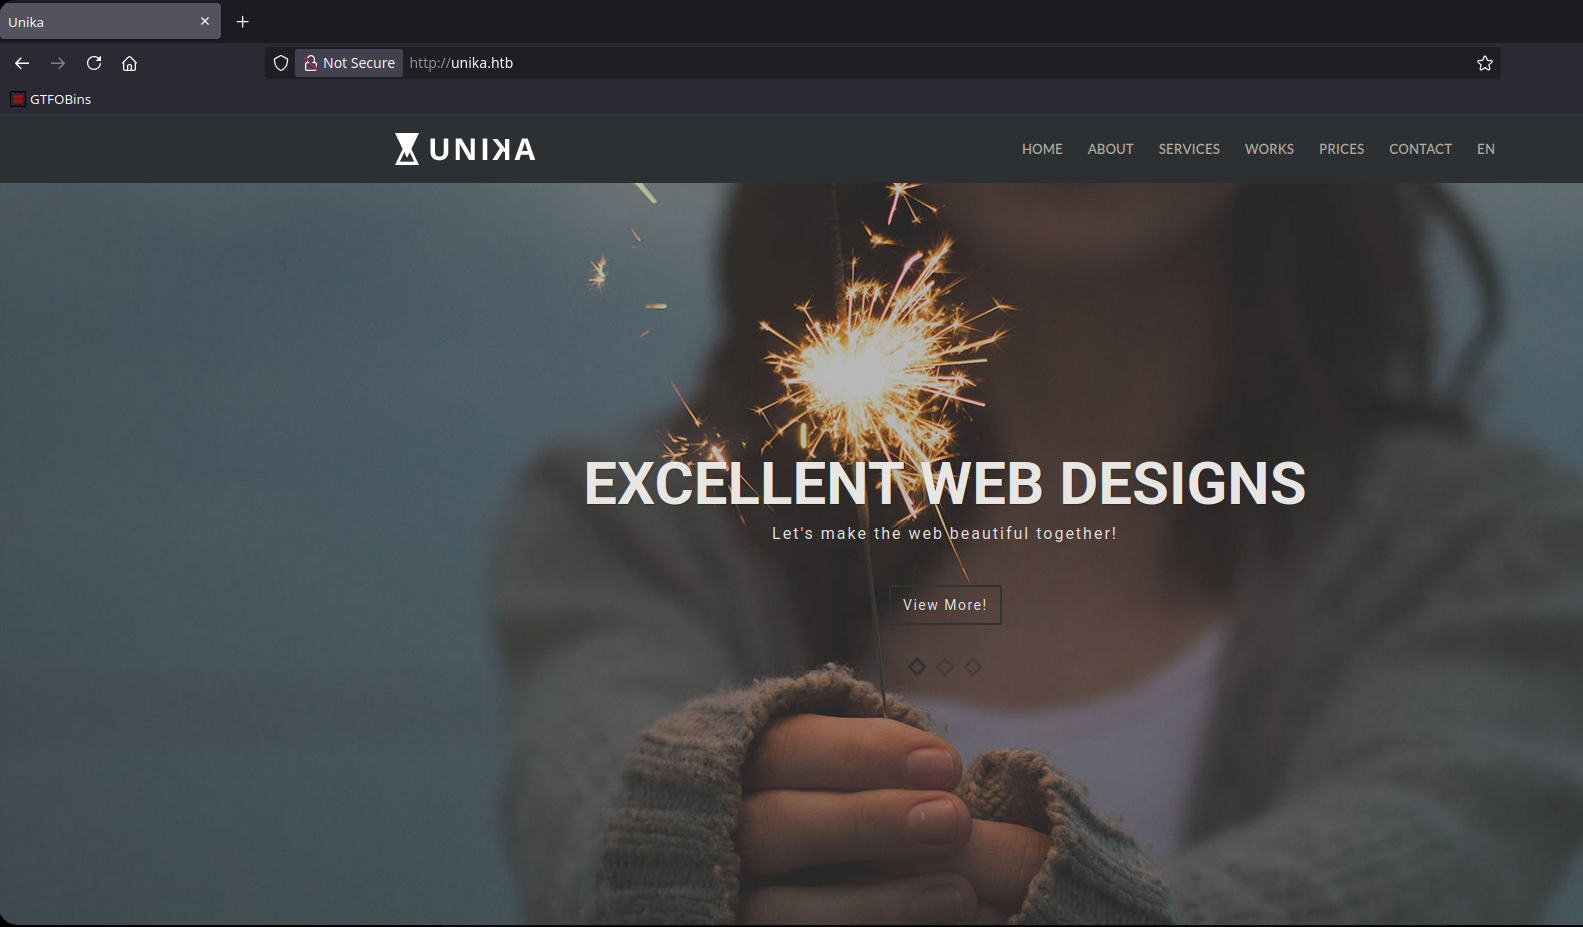 Unika
Not Secure http://unika.htb
GTFOBins
UNIKA HOME ABOUT SERVICES WORKS PRICES CONTACT EN
EXCELLENT WEB DESIGNS
Let's make the web beautiful together!
View More!